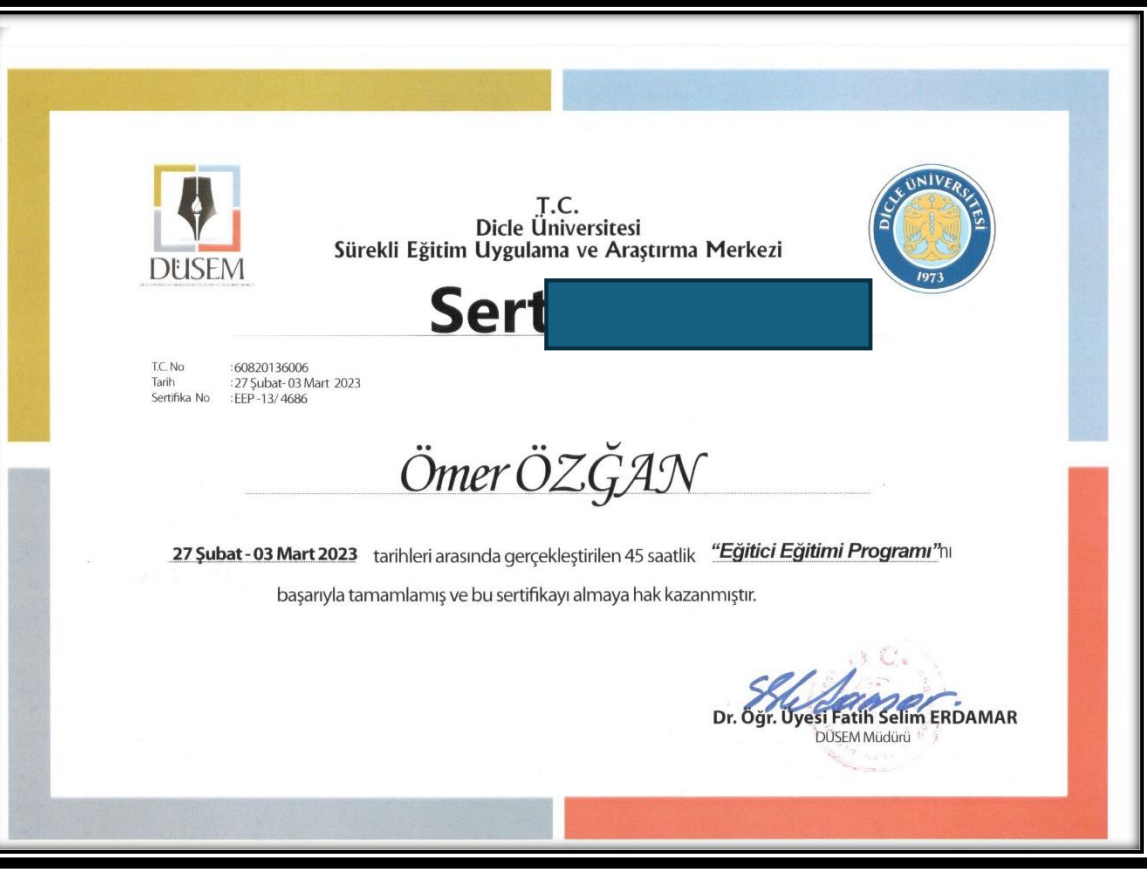 DÜSEM
T.C.
Dicle Üniversitesi
Sürekli Eğitim Uygulama ve Araştırma Merkezi
DİCLE ÜNİVERSİTESİ
1973
Sert
T.C. No :60820136006
Tarih :27 Şubat- 03 Mart 2023
Sertifika No :EEP -13/ 4686
Ömer ÖZĞAN
27 Şubat - 03 Mart 2023 tarihleri arasında gerçekleştirilen 45 saatlik "Eğitici Eğitimi Programı"nı
başarıyla tamamlamış ve bu sertifikayı almaya hak kazanmıştır.
Dr. Öğr. Üyesi Fatih Selim ERDAMAR
DÜSEM Müdürü